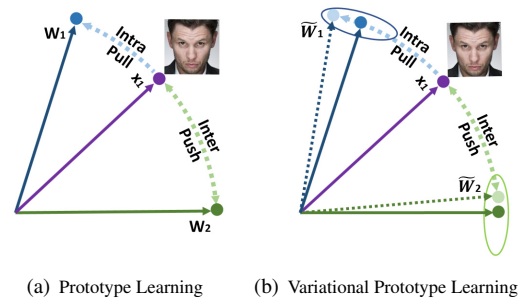 W₁
Intra
Pull
x₁
Inter
Push
W₂
W̃₁
Intra
Pull
x₁
Inter
Push
W̃₂
(a) Prototype Learning
(b) Variational Prototype Learning